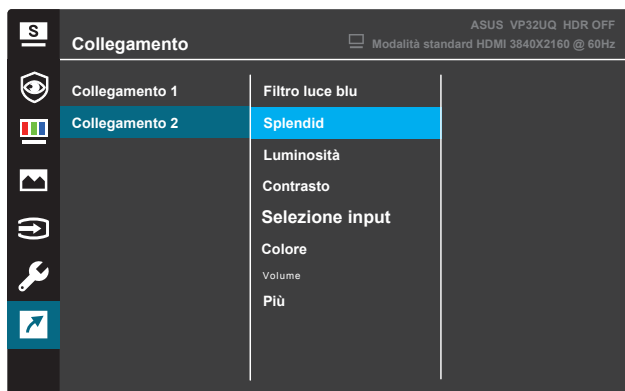 S
ASUS VP32UQ HDR OFF
Collegamento
Modalità standard HDMI 3840X2160 @ 60Hz
Collegamento 1
Collegamento 2
Filtro luce blu
Splendid
Luminosità
Contrasto
Selezione input
Colore
Volume
Più